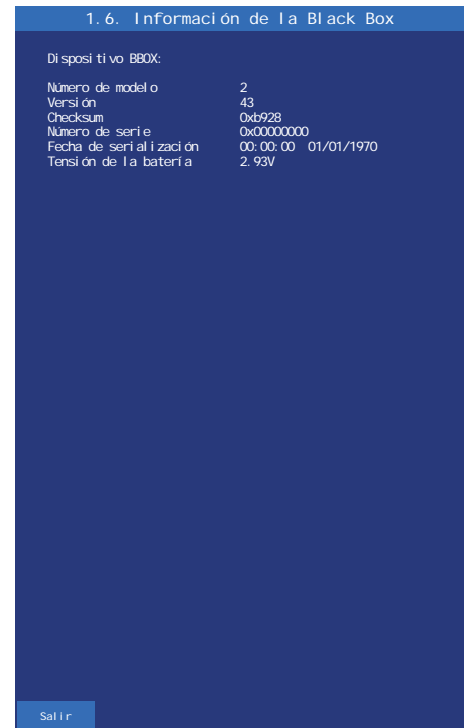 1.6. Información de la Black Box
Dispositivo BBOX:
Número de modelo 2
Versión 43
Checksum 0xb928
Número de serie 0x00000000
Fecha de serialización 00:00:00 01/01/1970
Tensión de la batería 2.93V
Salir